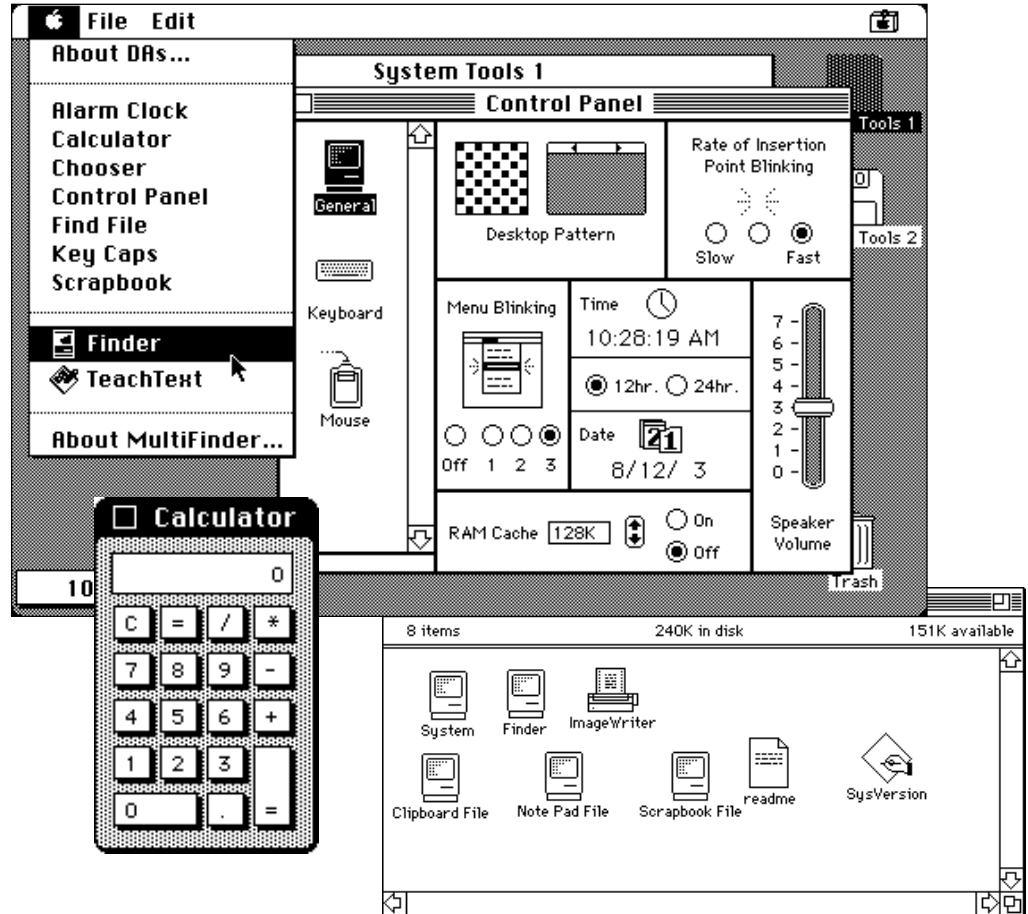 File Edit
About DAs...
Alarm Clock
Calculator
Chooser
Control Panel
Find File
Key Caps
Scrapbook
Finder
TeachText
About MultiFinder...
System Tools 1
Control Panel
General
Keyboard
Mouse
Desktop Pattern
Rate of Insertion
Point Blinking
Slow Fast
Menu Blinking
Off 1 2 3
Time
10:28:19 AM
12hr. 24hr.
Date
21
8/12/ 3
7
6
5
4
3
2
1
0
Speaker
Volume
RAM Cache 128K
On
Off
Tools 1
Tools 2
Trash
10
Calculator
0
C = / *
7 8 9 -
4 5 6 +
1 2 3
0 . =
8 items 240K in disk 151K available
System Finder ImageWriter
Clipboard File Note Pad File Scrapbook File readme SysVersion